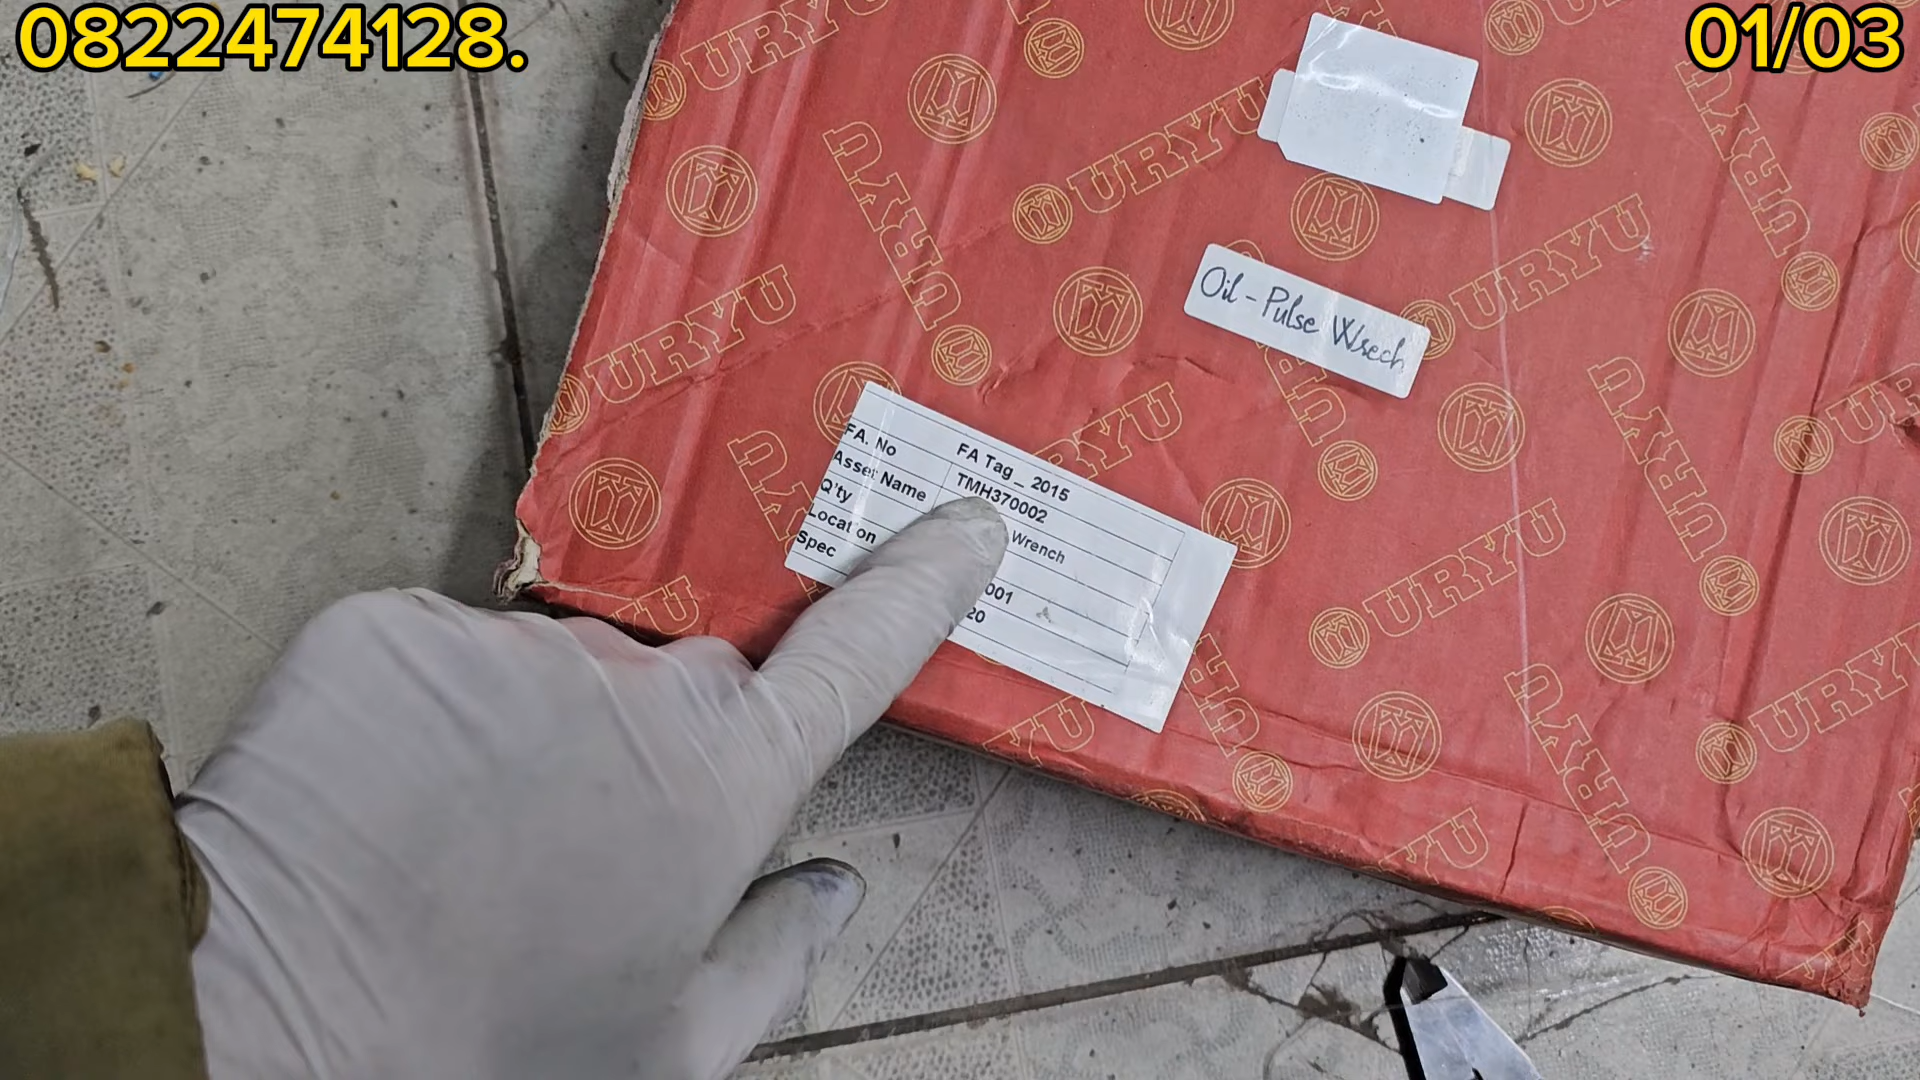 0822474128.
01/03
URYU
Oil-Pulse Wrech
FA Tag_ 2015
FA. No TMH370002
Asset Name Wrench
Q'ty
Location 001
Spec 20